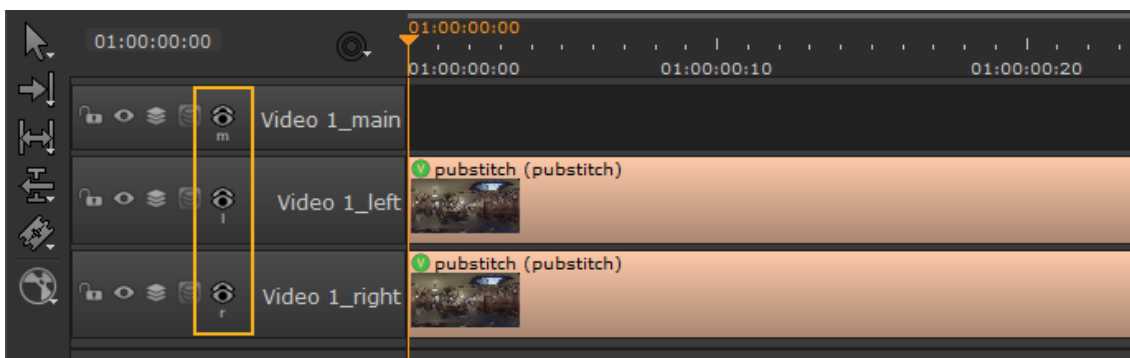 01:00:00:00
01:00:00:00
01:00:00:00
01:00:00:10
01:00:00:20
m
Video 1_main
V pubstitch (pubstitch)
l
Video 1_left
V pubstitch (pubstitch)
r
Video 1_right